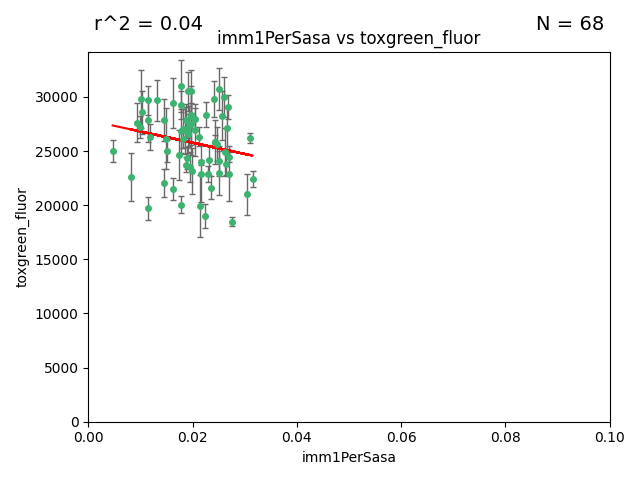 r^2 = 0.04
N = 68
imm1PerSasa vs toxgreen_fluor
30000
25000
20000
15000
10000
5000
0
toxgreen_fluor
0.00 0.02 0.04 0.06 0.08 0.10
imm1PerSasa